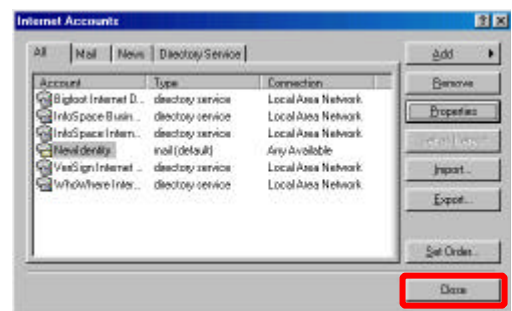 Internet Accounts
All Mail News Directory Service
Add
Account Type Connection
Remove
Bigfoot Internet D... directory service Local Area Network
InfoSpace Busin... directory service Local Area Network
Properties
InfoSpace Intern... directory service Local Area Network
NewIdentity mail (default) Any Available
VeriSign Internet ... directory service Local Area Network
WhoWhere Inter... directory service Local Area Network
Import...
Export...
Set Order...
Close